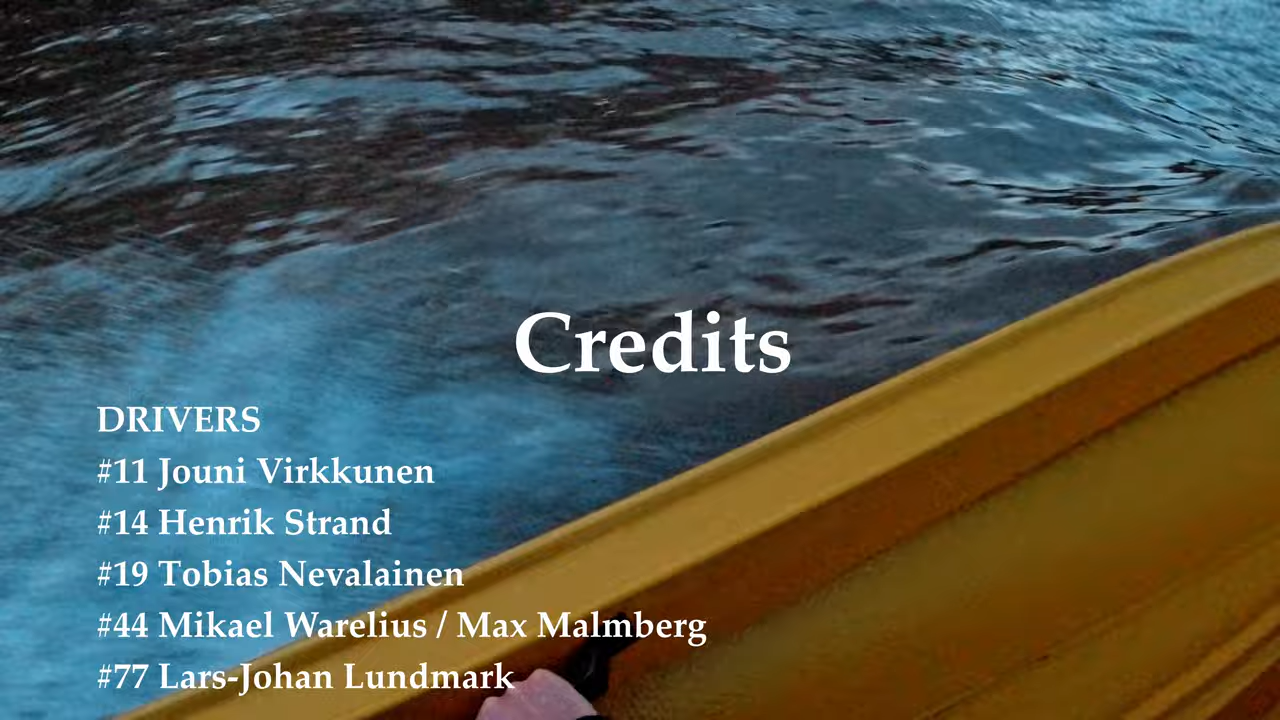 Credits
DRIVERS
#11 Jouni Virkkunen
#14 Henrik Strand
#19 Tobias Nevalainen
#44 Mikael Warelius / Max Malmberg
#77 Lars-Johan Lundmark